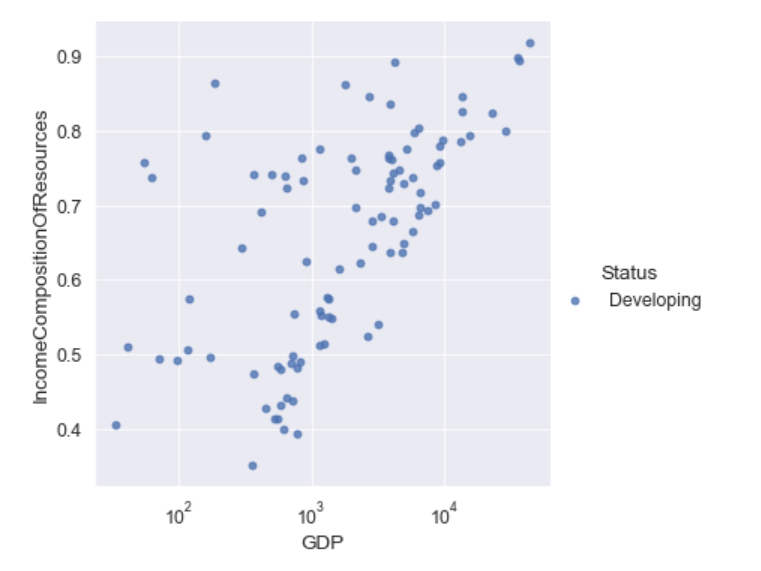 0.9
0.8
0.7
0.6
0.5
0.4
IncomeCompositionOfResources
10² 10³ 10⁴
GDP
Status
Developing